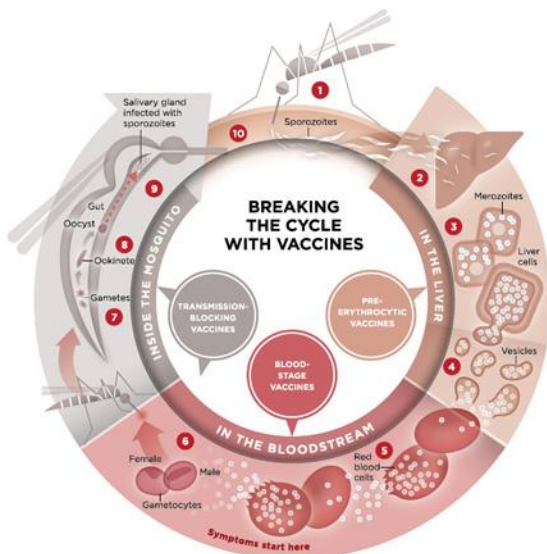 1
Sporozoites
2
Merozoites
3
Liver
cells
Vesicles
4
5
Red
blood
cells
Symptoms start here
6
Female
Male
Gametocytes
7
Gametes
Ookinete
8
Oocyst
Gut
9
Salivary gland
infected with
sporozoites
10
BREAKING
THE CYCLE
WITH VACCINES
IN THE LIVER
IN THE BLOODSTREAM
INSIDE THE MOSQUITO
TRANSMISSION-
BLOCKING
VACCINES
PRE-
ERYTHROCYTIC
VACCINES
BLOOD-
STAGE
VACCINES